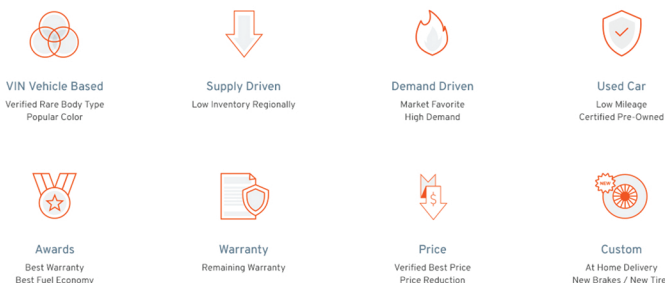 VIN Vehicle Based
Verified Rare Body Type
Popular Color
Supply Driven
Low Inventory Regionally
Demand Driven
Market Favorite
High Demand
Used Car
Low Mileage
Certified Pre-Owned
Awards
Best Warranty
Best Fuel Economy
Warranty
Remaining Warranty
Price
$
Verified Best Price
Price Reduction
NEW
Custom
At Home Delivery
New Brakes / New Tire